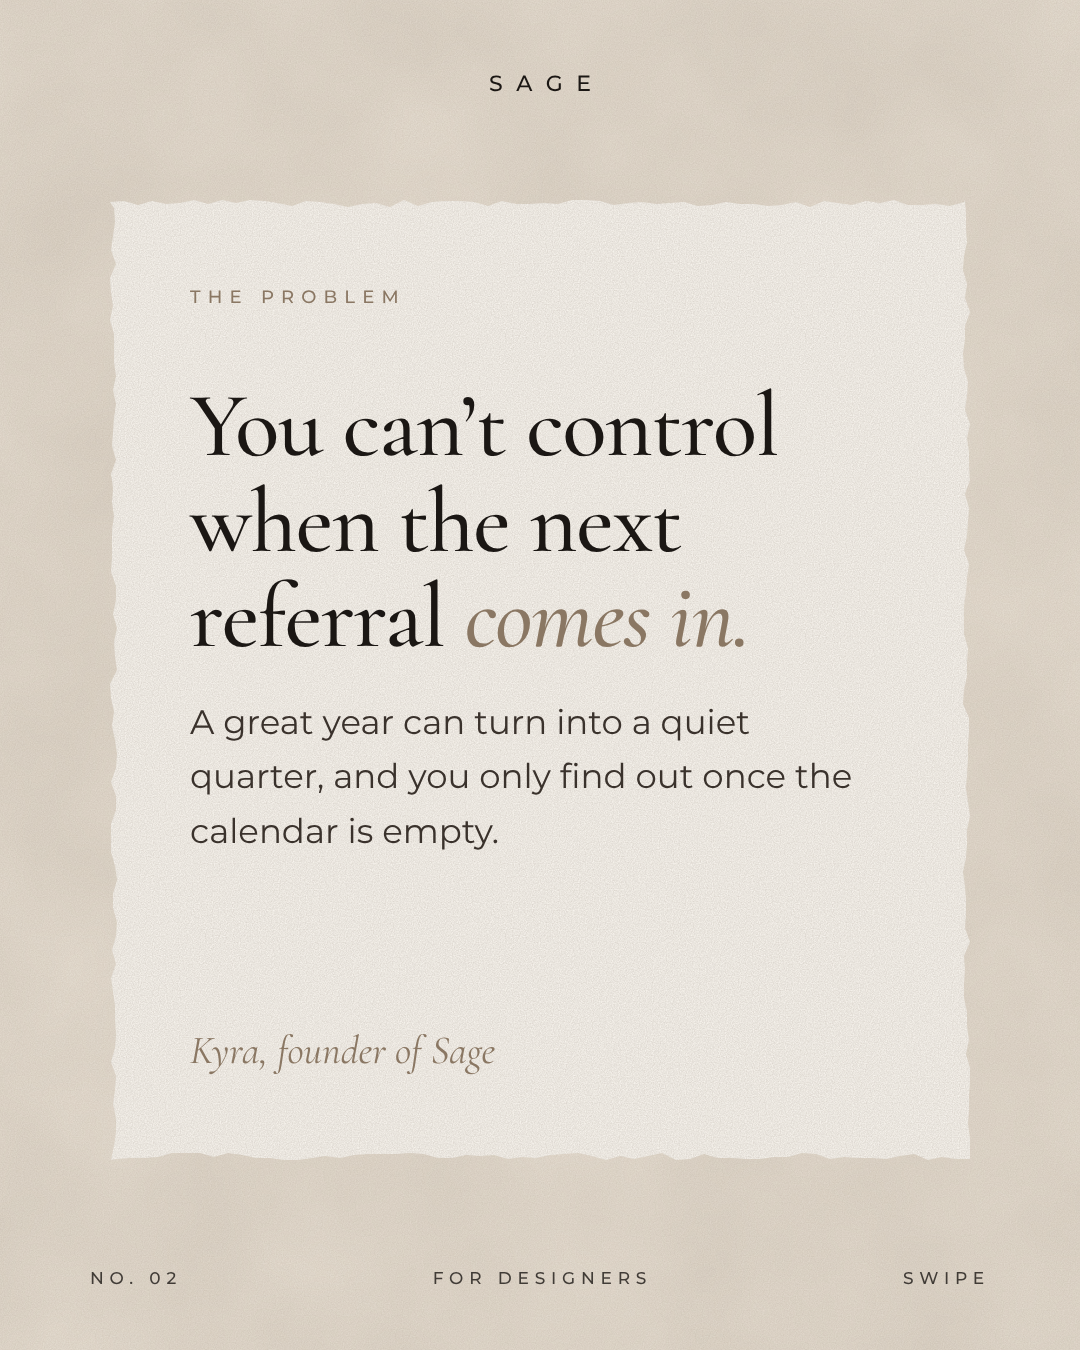 SAGE
THE PROBLEM
You can’t control
when the next
referral comes in.
A great year can turn into a quiet
quarter, and you only find out once the
calendar is empty.
Kyra, founder of Sage
NO. 02
FOR DESIGNERS
SWIPE